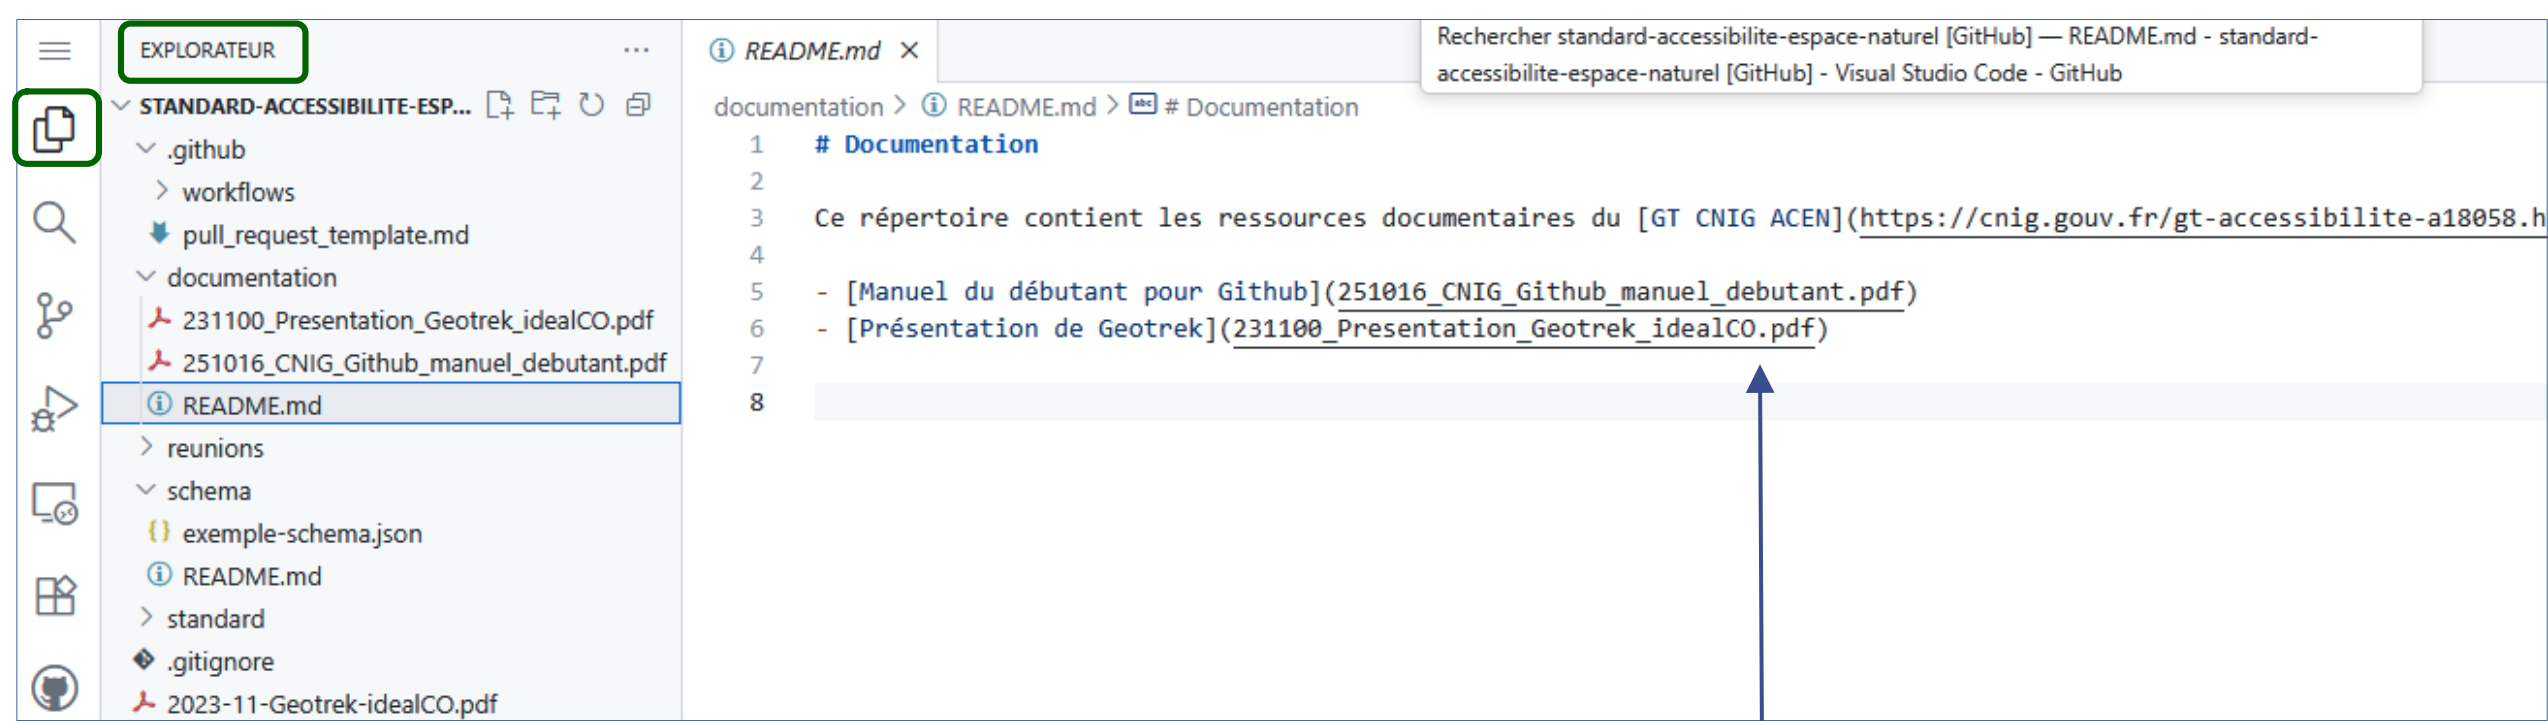 EXPLORATEUR
STANDARD-ACCESSIBILITE-ESP...
.github
workflows
pull_request_template.md
documentation
231100_Presentation_Geotrek_idealCO.pdf
251016_CNIG_Github_manuel_debutant.pdf
README.md
reunions
schema
exemple-schema.json
README.md
standard
.gitignore
2023-11-Geotrek-idealCO.pdf
README.md
Rechercher standard-accessibilite-espace-naturel [GitHub] — README.md - standard-
accessibilite-espace-naturel [GitHub] - Visual Studio Code - GitHub
documentation > README.md > # Documentation
1 # Documentation
2
3 Ce répertoire contient les ressources documentaires du [GT CNIG ACEN](https://cnig.gouv.fr/gt-accessibilite-a18058.h
4
5 - [Manuel du débutant pour Github](251016_CNIG_Github_manuel_debutant.pdf)
6 - [Présentation de Geotrek](231100_Presentation_Geotrek_idealCO.pdf)
7
8